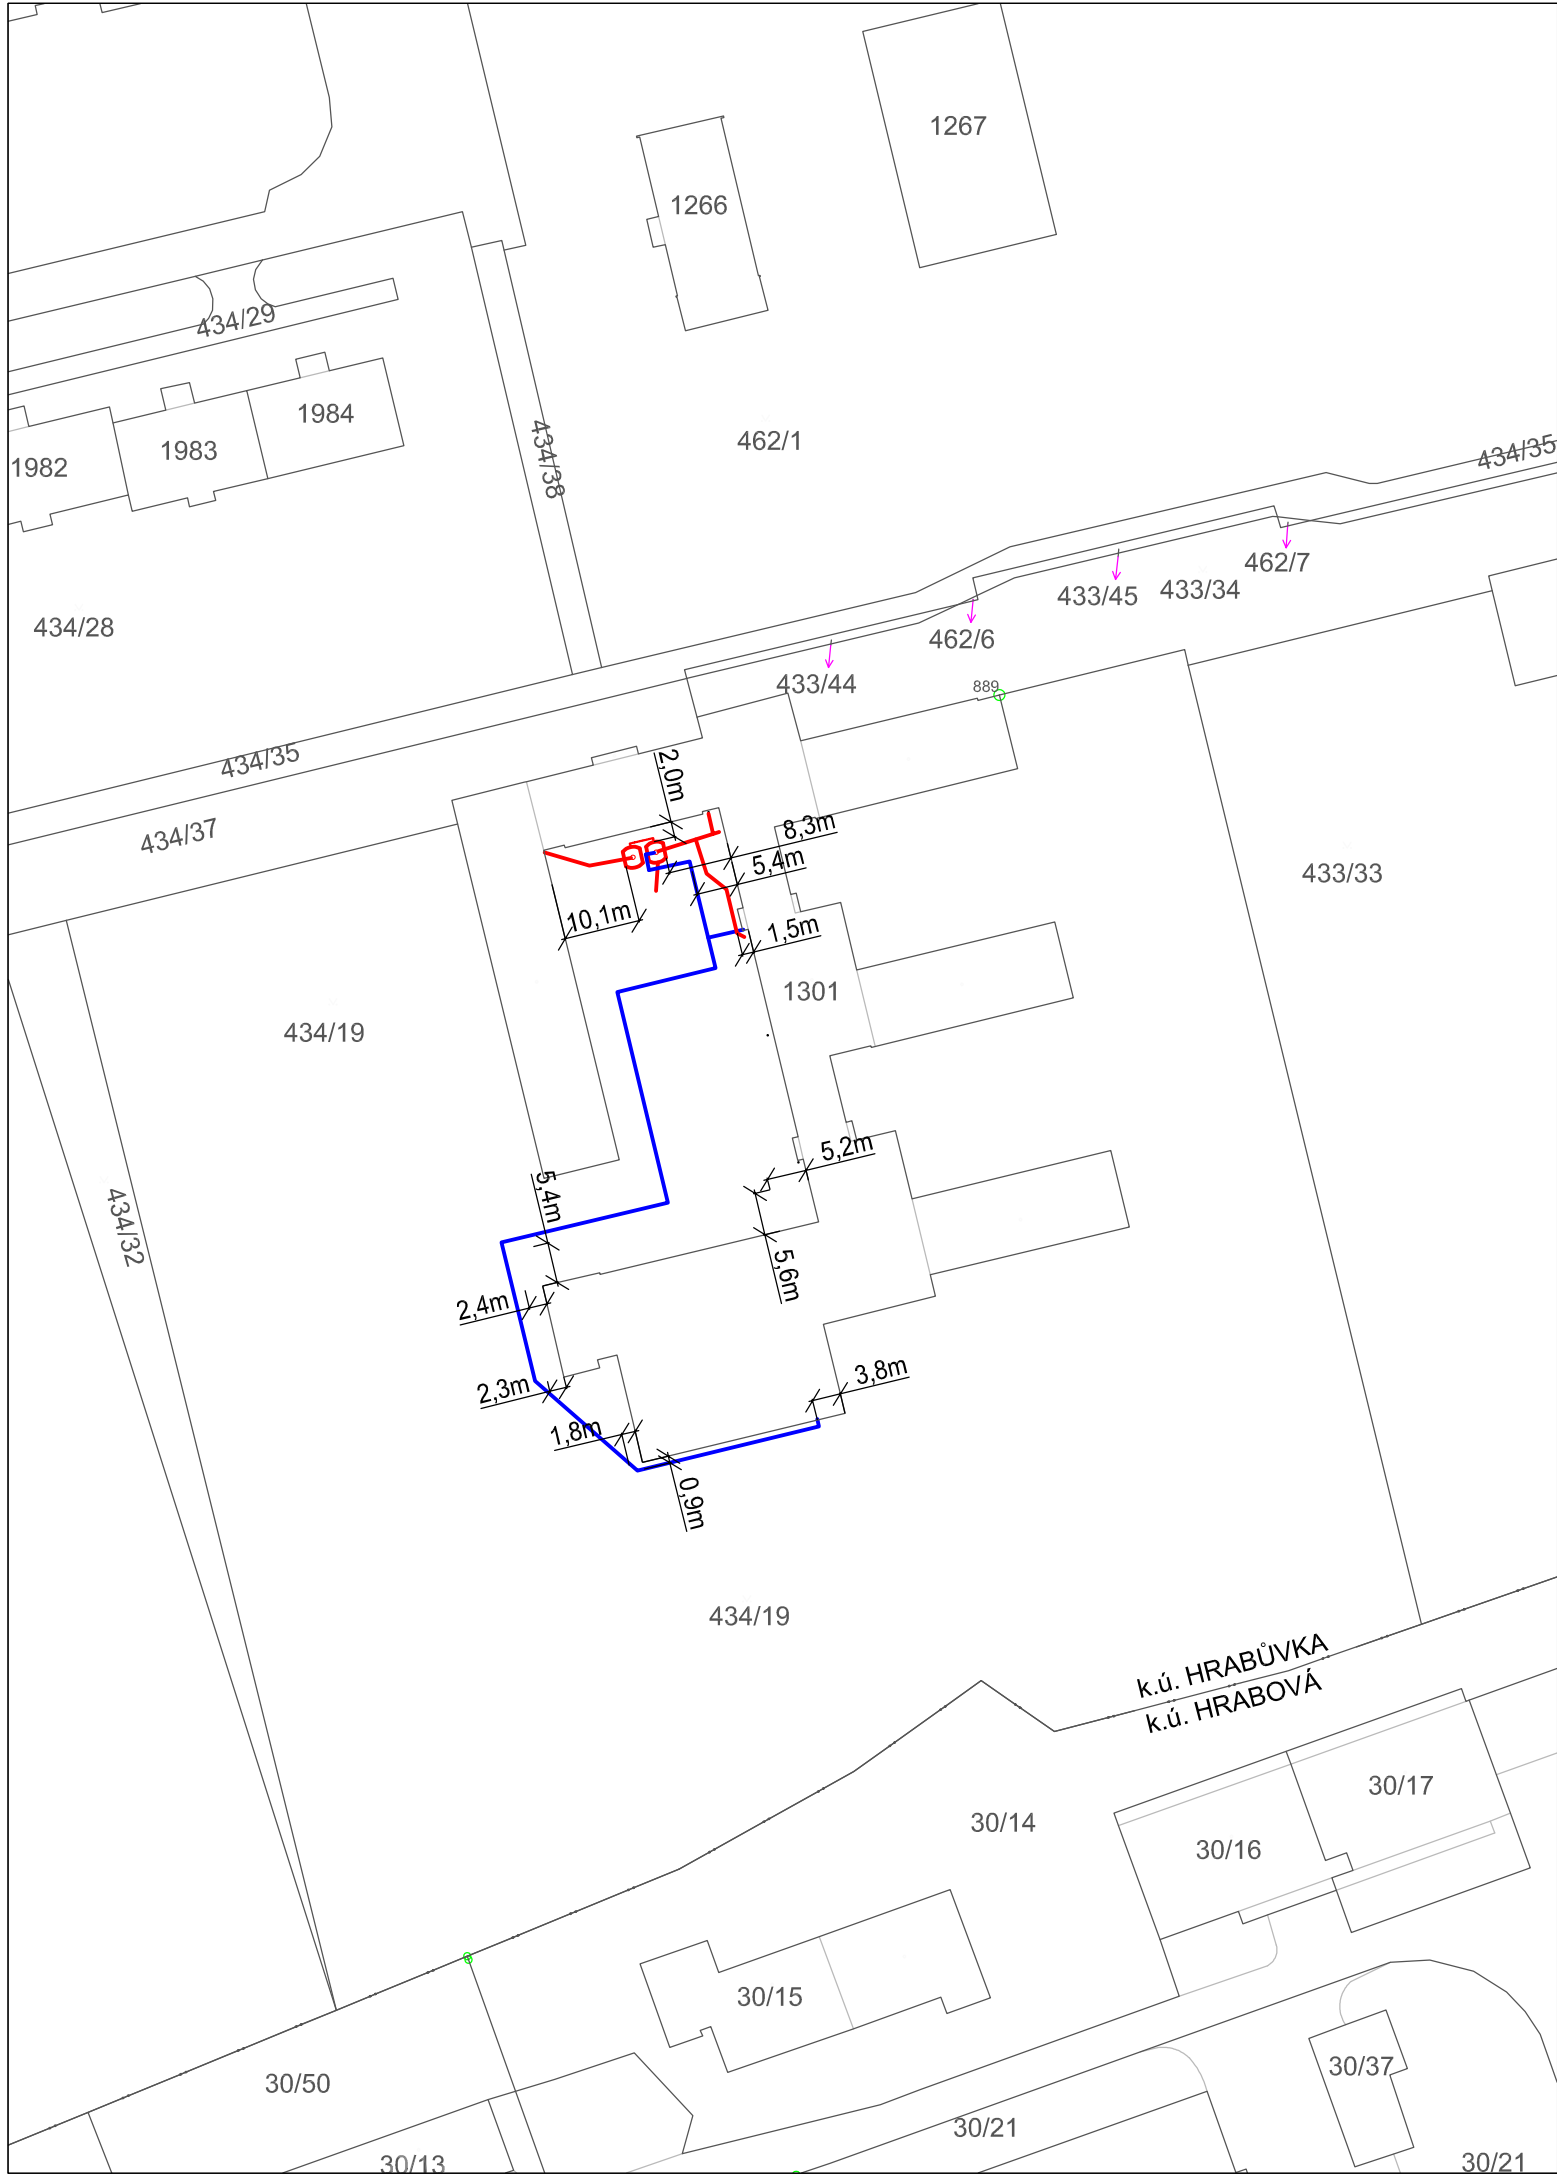 1267
1266
434/29
1984
1983
1982
434/38
462/1
434/35
462/7
433/34
433/45
434/28
462/6
433/44
889
434/35
2,0m
434/37
8,3m
5,4m
433/33
10,1m
1,5m
1301
434/19
5,2m
5,4m
434/32
5,6m
2,4m
3,8m
2,3m
1,8m
0,9m
434/19
k.ú. HRABŮVKA
k.ú. HRABOVÁ
30/17
30/14
30/16
30/15
30/37
30/50
30/21
30/13
30/21